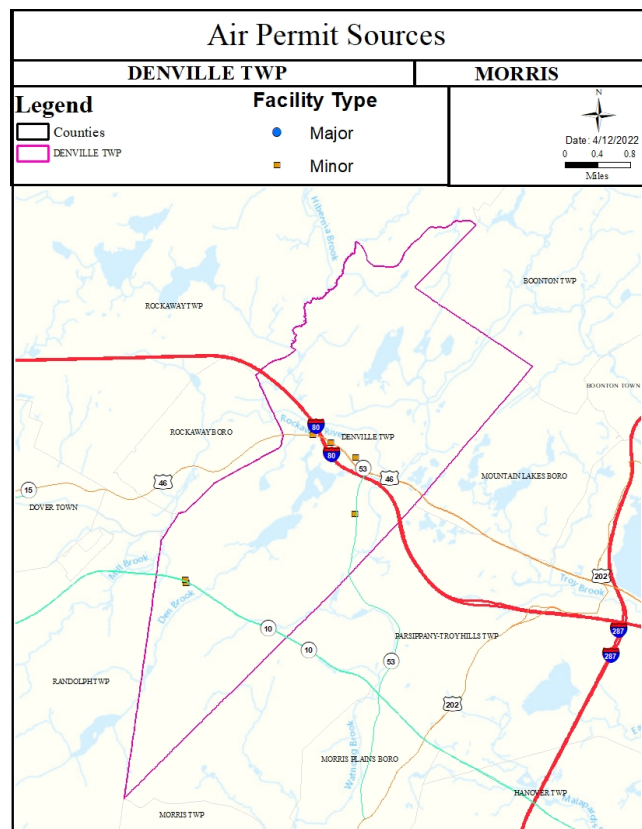 Air Permit Sources
DENVILLE TWP
MORRIS
Legend
Counties
DENVILLE TWP
Facility Type
Major
Minor
N
Date: 4/12/2022
0 0.4 0.8
Miles
Hibernia Brook
ROCKAWAY TWP
BOONTON TWP
BOONTON TOWN
80
ROCKAWAY BORO
DENVILLE TWP
80
53
46
46
MOUNTAIN LAKES BORO
15
DOVER TOWN
Mill Brook
Den Brook
202
Troy Brook
10
287
PARSIPPANY-TROY HILLS TWP
10
53
287
RANDOLPH TWP
202
MORRIS PLAINS BORO
HANOVER TWP
MORRIS TWP